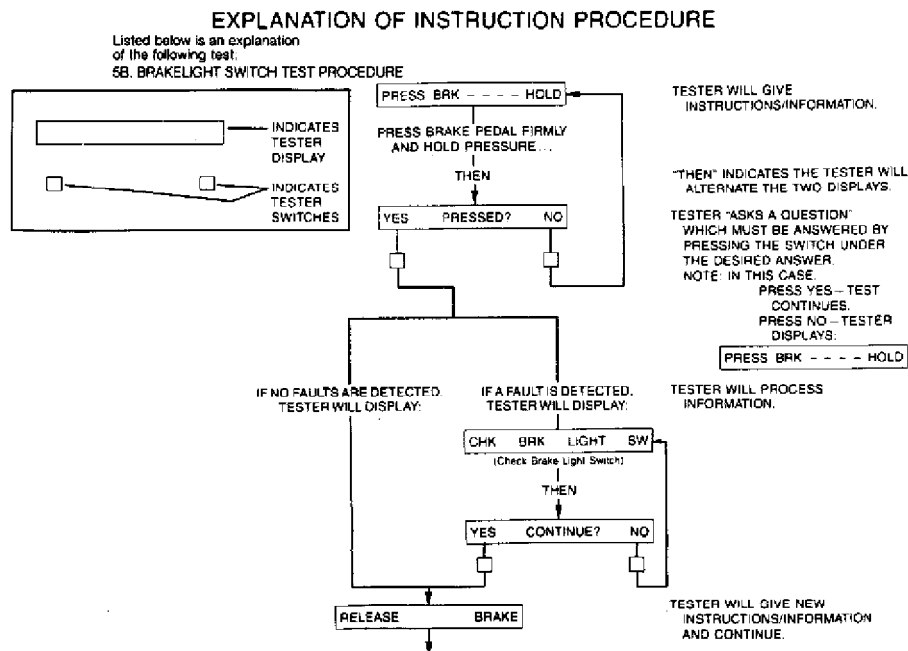 EXPLANATION OF INSTRUCTION PROCEDURE
Listed below is an explanation
of the following test.
5B. BRAKELIGHT SWITCH TEST PROCEDURE
INDICATES
TESTER
DISPLAY
INDICATES
TESTER
SWITCHES
PRESS BRK - - - - HOLD
PRESS BRAKE PEDAL FIRMLY
AND HOLD PRESSURE...
THEN
YES PRESSED? NO
TESTER WILL GIVE
INSTRUCTIONS/INFORMATION.
"THEN" INDICATES THE TESTER WILL
ALTERNATE THE TWO DISPLAYS.
TESTER "ASKS A QUESTION"
WHICH MUST BE ANSWERED BY
PRESSING THE SWITCH UNDER
THE DESIRED ANSWER.
NOTE: IN THIS CASE.
PRESS YES – TEST
CONTINUES.
PRESS NO – TESTER
DISPLAYS:
PRESS BRK - - - - HOLD
IF NO FAULTS ARE DETECTED.
TESTER WILL DISPLAY:
IF A FAULT IS DETECTED.
TESTER WILL DISPLAY:
TESTER WILL PROCESS
INFORMATION.
CHK BRK LIGHT SW
(Check Brake Light Switch)
THEN
YES CONTINUE? NO
RELEASE BRAKE
TESTER WILL GIVE NEW
INSTRUCTIONS/INFORMATION
AND CONTINUE.